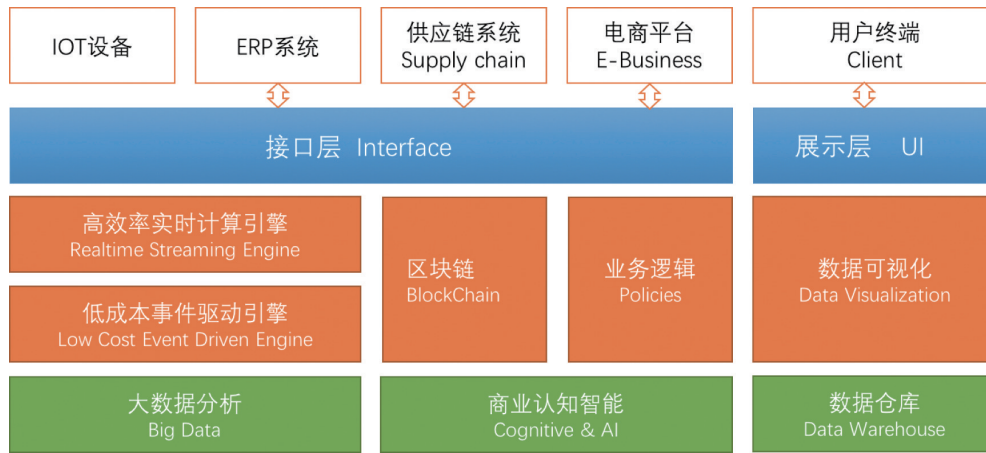 IOT设备
ERP系统
供应链系统
Supply chain
电商平台
E-Business
用户终端
Client
接口层 Interface
展示层 UI
高效率实时计算引擎
Realtime Streaming Engine
低成本事件驱动引擎
Low Cost Event Driven Engine
区块链
BlockChain
业务逻辑
Policies
数据可视化
Data Visualization
大数据分析
Big Data
商业认知智能
Cognitive & AI
数据仓库
Data Warehouse